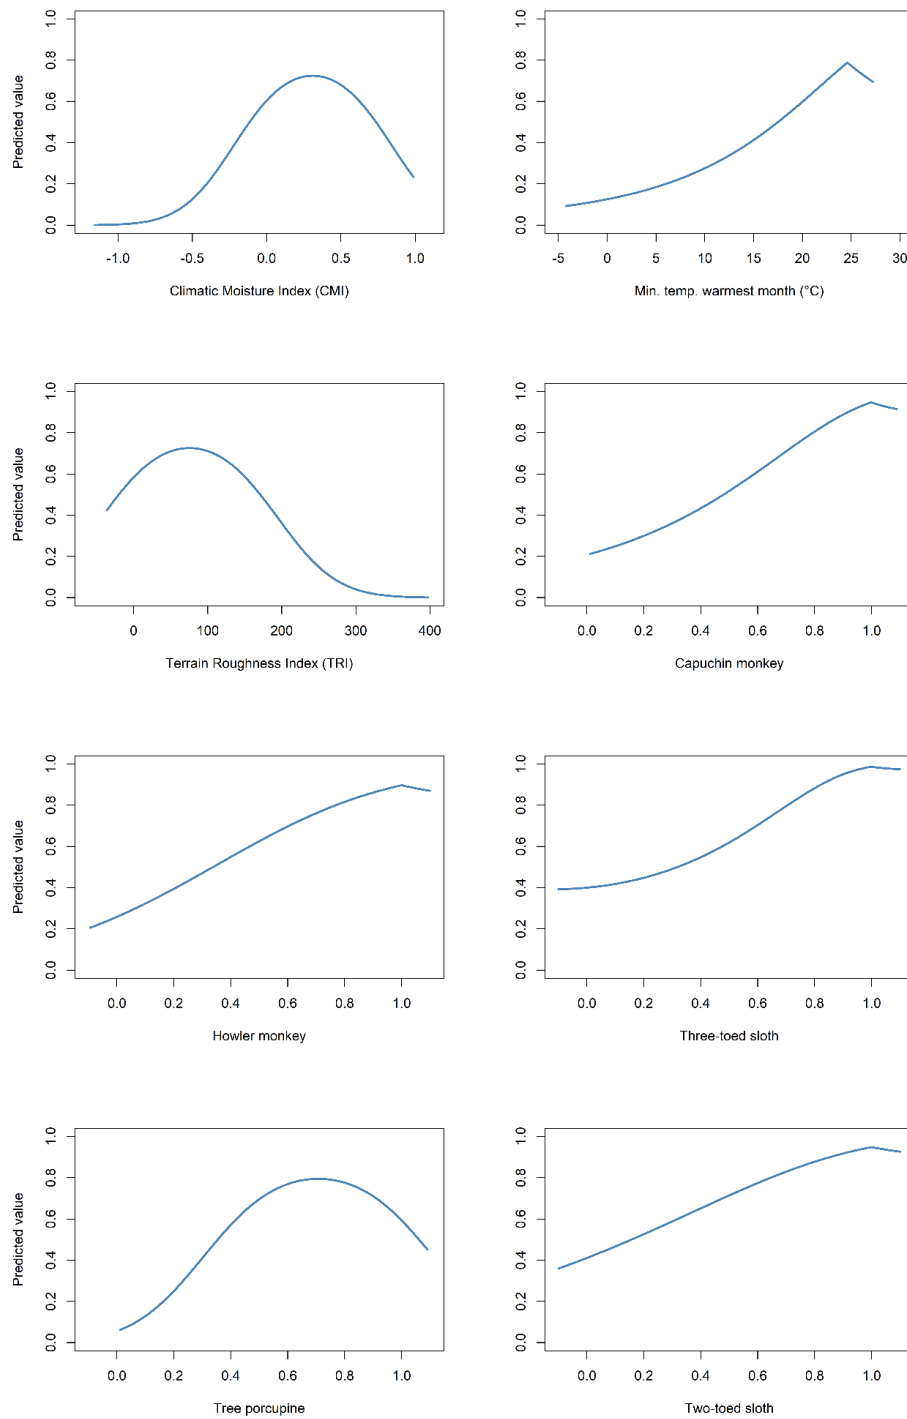 Predicted value
0.0 0.2 0.4 0.6 0.8 1.0
-1.0 -0.5 0.0 0.5 1.0
Climatic Moisture Index (CMI)
0.0 0.2 0.4 0.6 0.8 1.0
-5 0 5 10 15 20 25 30
Min. temp. warmest month (°C)
Predicted value
0.0 0.2 0.4 0.6 0.8 1.0
0 100 200 300 400
Terrain Roughness Index (TRI)
0.0 0.2 0.4 0.6 0.8 1.0
0.0 0.2 0.4 0.6 0.8 1.0
Capuchin monkey
Predicted value
0.0 0.2 0.4 0.6 0.8 1.0
0.0 0.2 0.4 0.6 0.8 1.0
Howler monkey
0.0 0.2 0.4 0.6 0.8 1.0
0.0 0.2 0.4 0.6 0.8 1.0
Three-toed sloth
Predicted value
0.0 0.2 0.4 0.6 0.8 1.0
0.0 0.2 0.4 0.6 0.8 1.0
Tree porcupine
0.0 0.2 0.4 0.6 0.8 1.0
0.0 0.2 0.4 0.6 0.8 1.0
Two-toed sloth